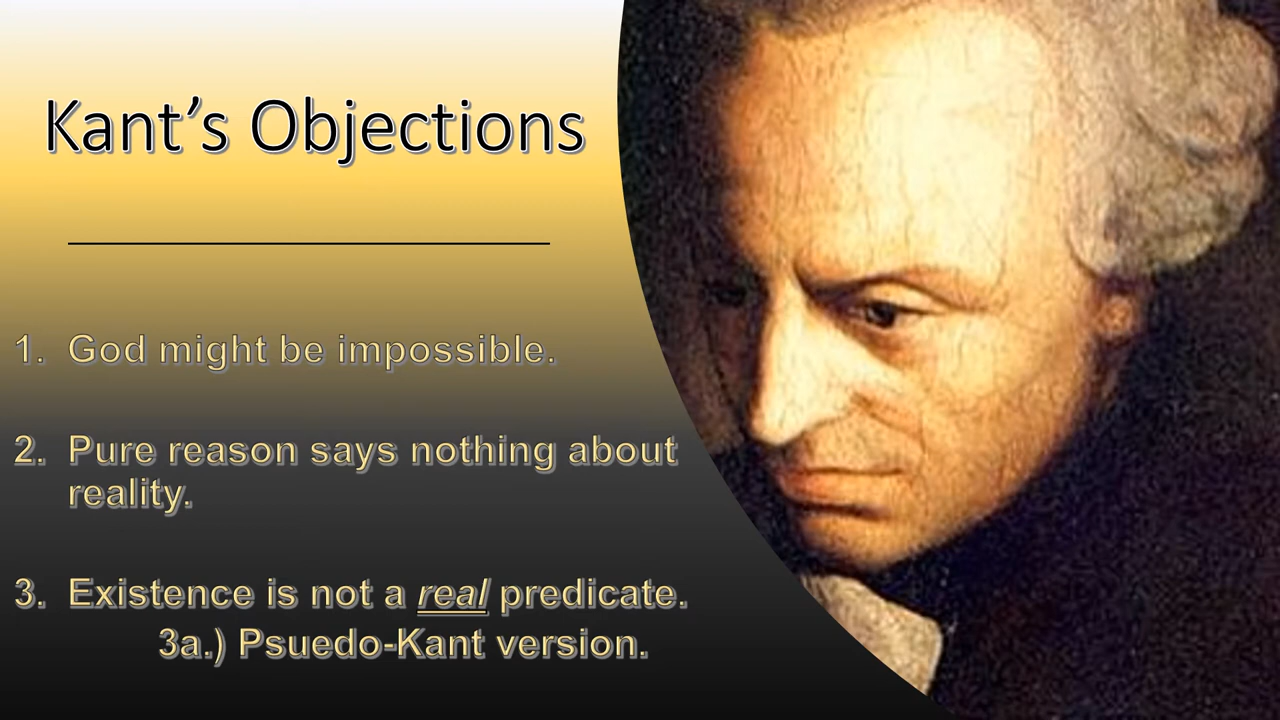 Kant's Objections
1. God might be impossible.
2. Pure reason says nothing about
reality.
3. Existence is not a real predicate.
3a.) Psuedo-Kant version.